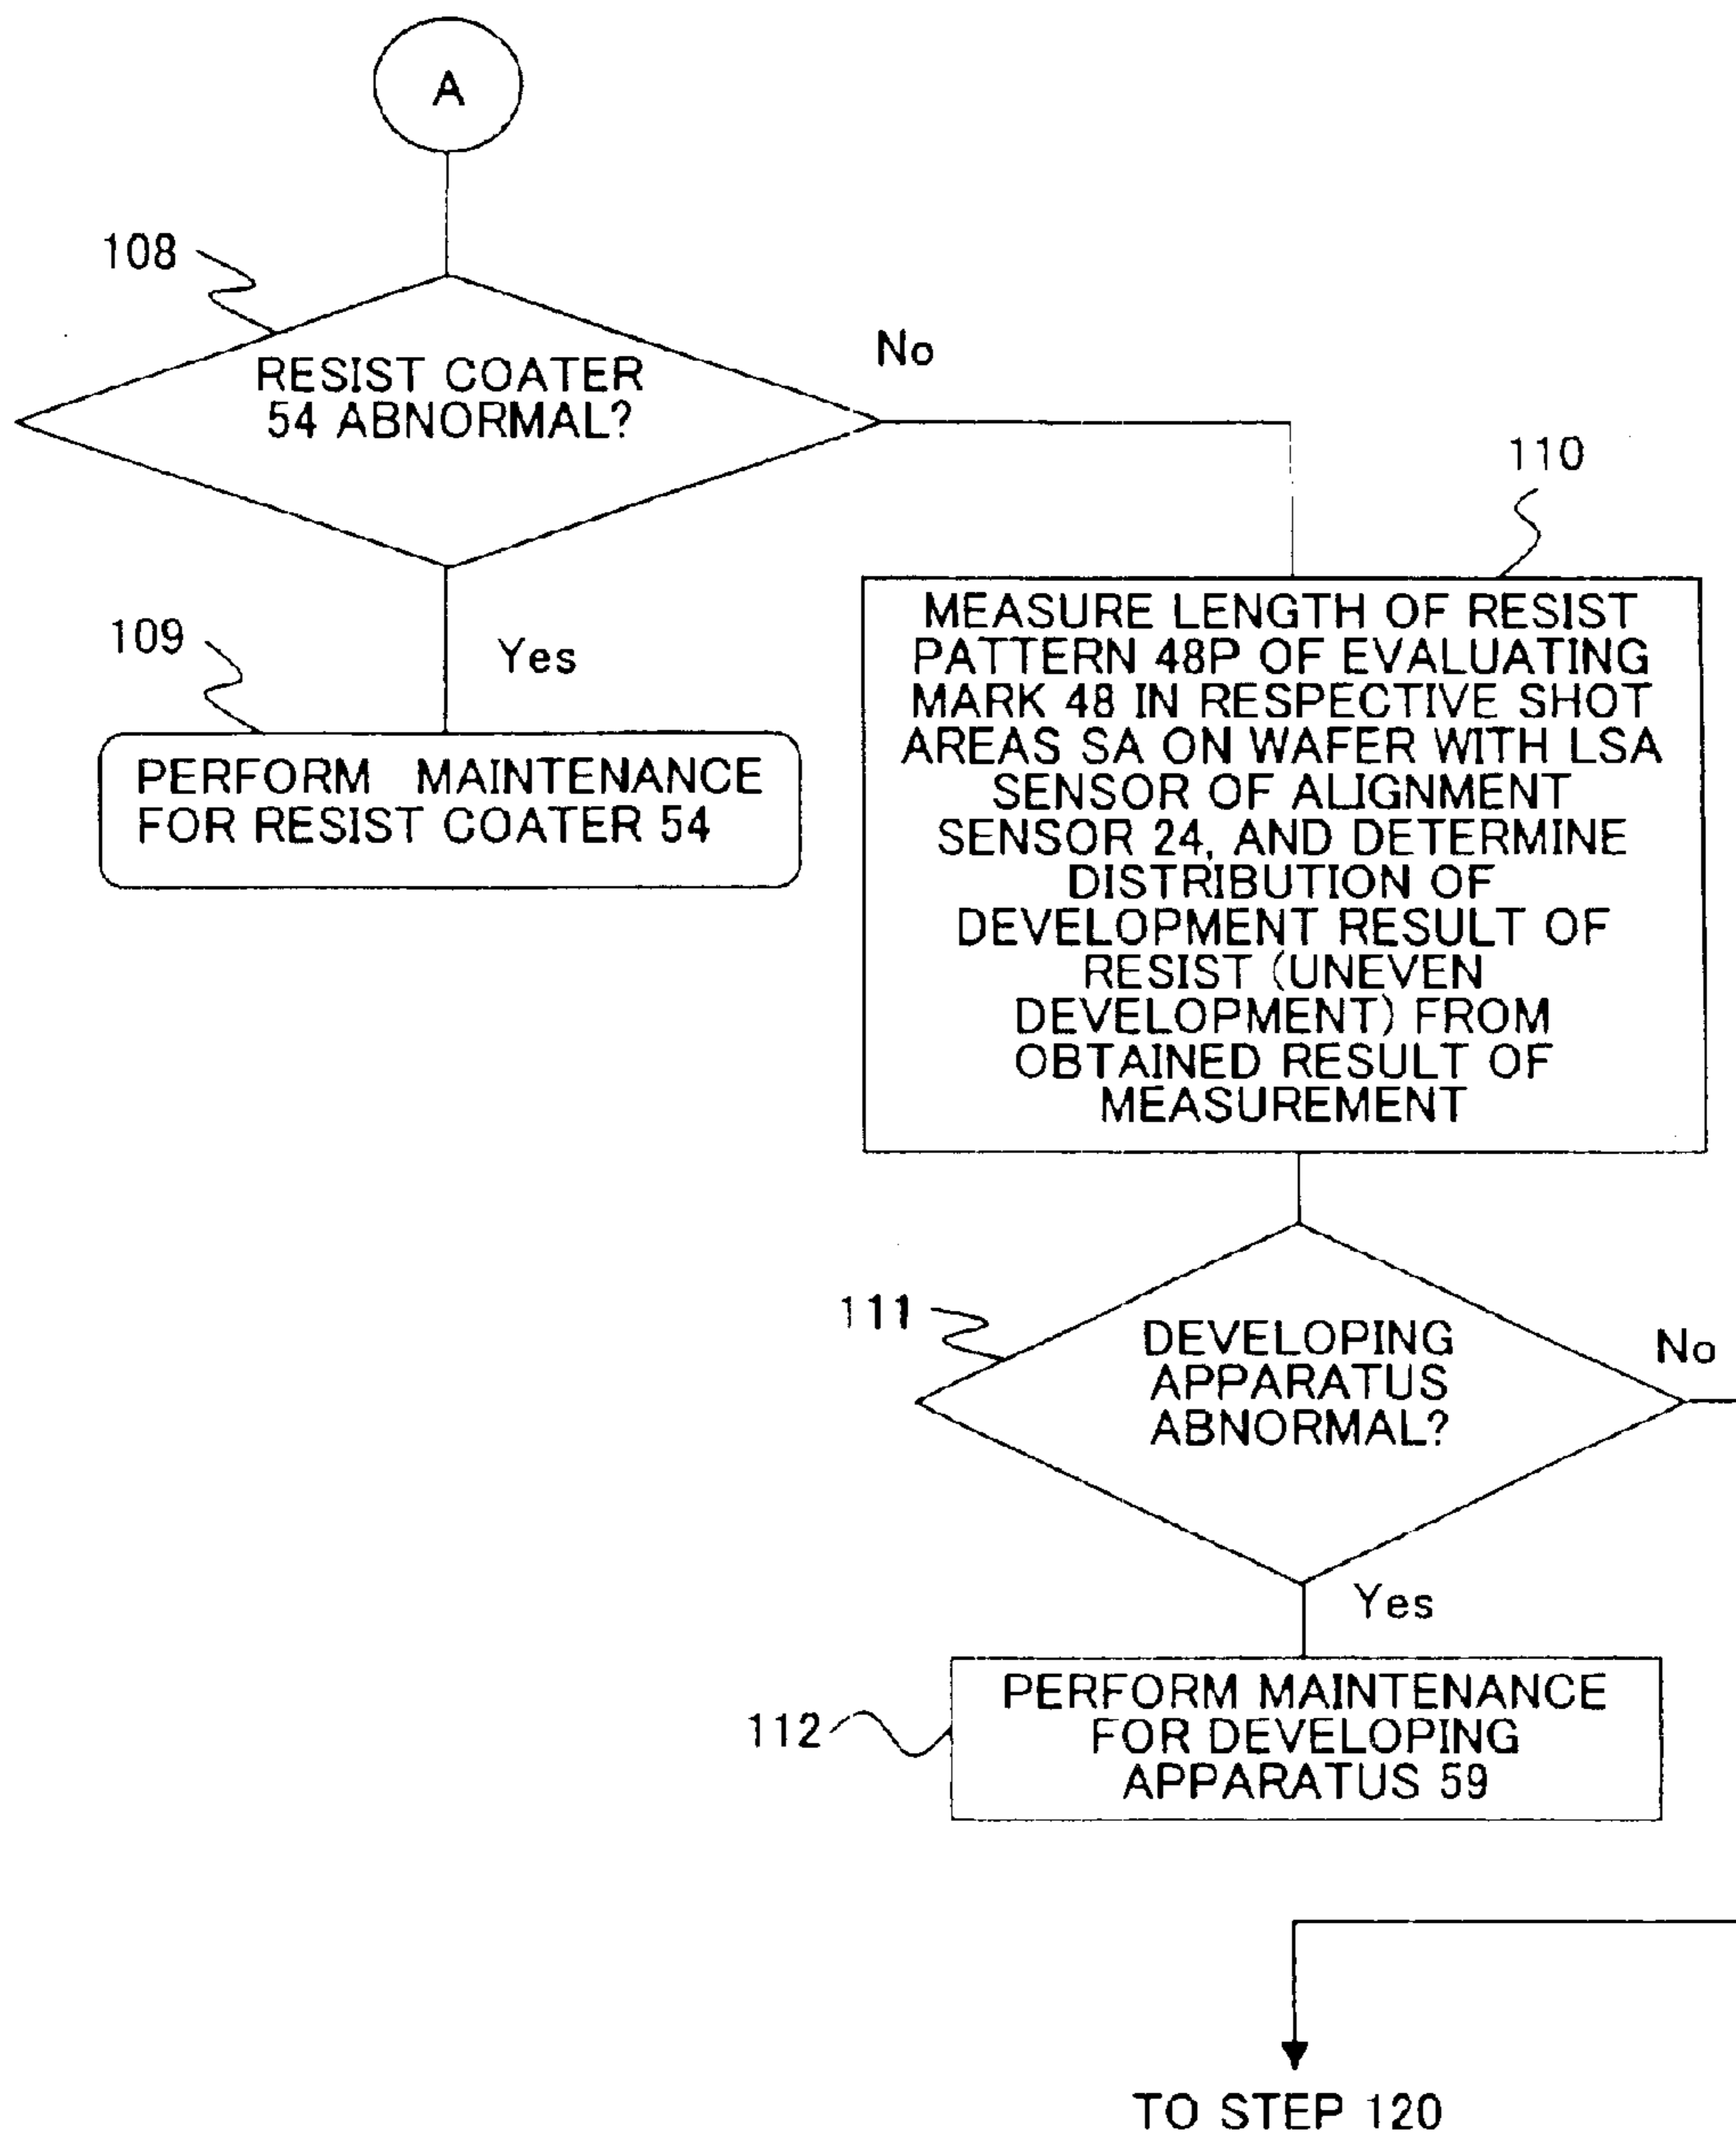 A
108
RESIST COATER
54 ABNORMAL?
No
109
Yes
PERFORM MAINTENANCE
FOR RESIST COATER 54
110
MEASURE LENGTH OF RESIST
PATTERN 48P OF EVALUATING
MARK 48 IN RESPECTIVE SHOT
AREAS SA ON WAFER WITH LSA
SENSOR OF ALIGNMENT
SENSOR 24, AND DETERMINE
DISTRIBUTION OF
DEVELOPMENT RESULT OF
RESIST (UNEVEN
DEVELOPMENT) FROM
OBTAINED RESULT OF
MEASUREMENT
111
DEVELOPING
APPARATUS
ABNORMAL?
No
Yes
112
PERFORM MAINTENANCE
FOR DEVELOPING
APPARATUS 59
TO STEP 120